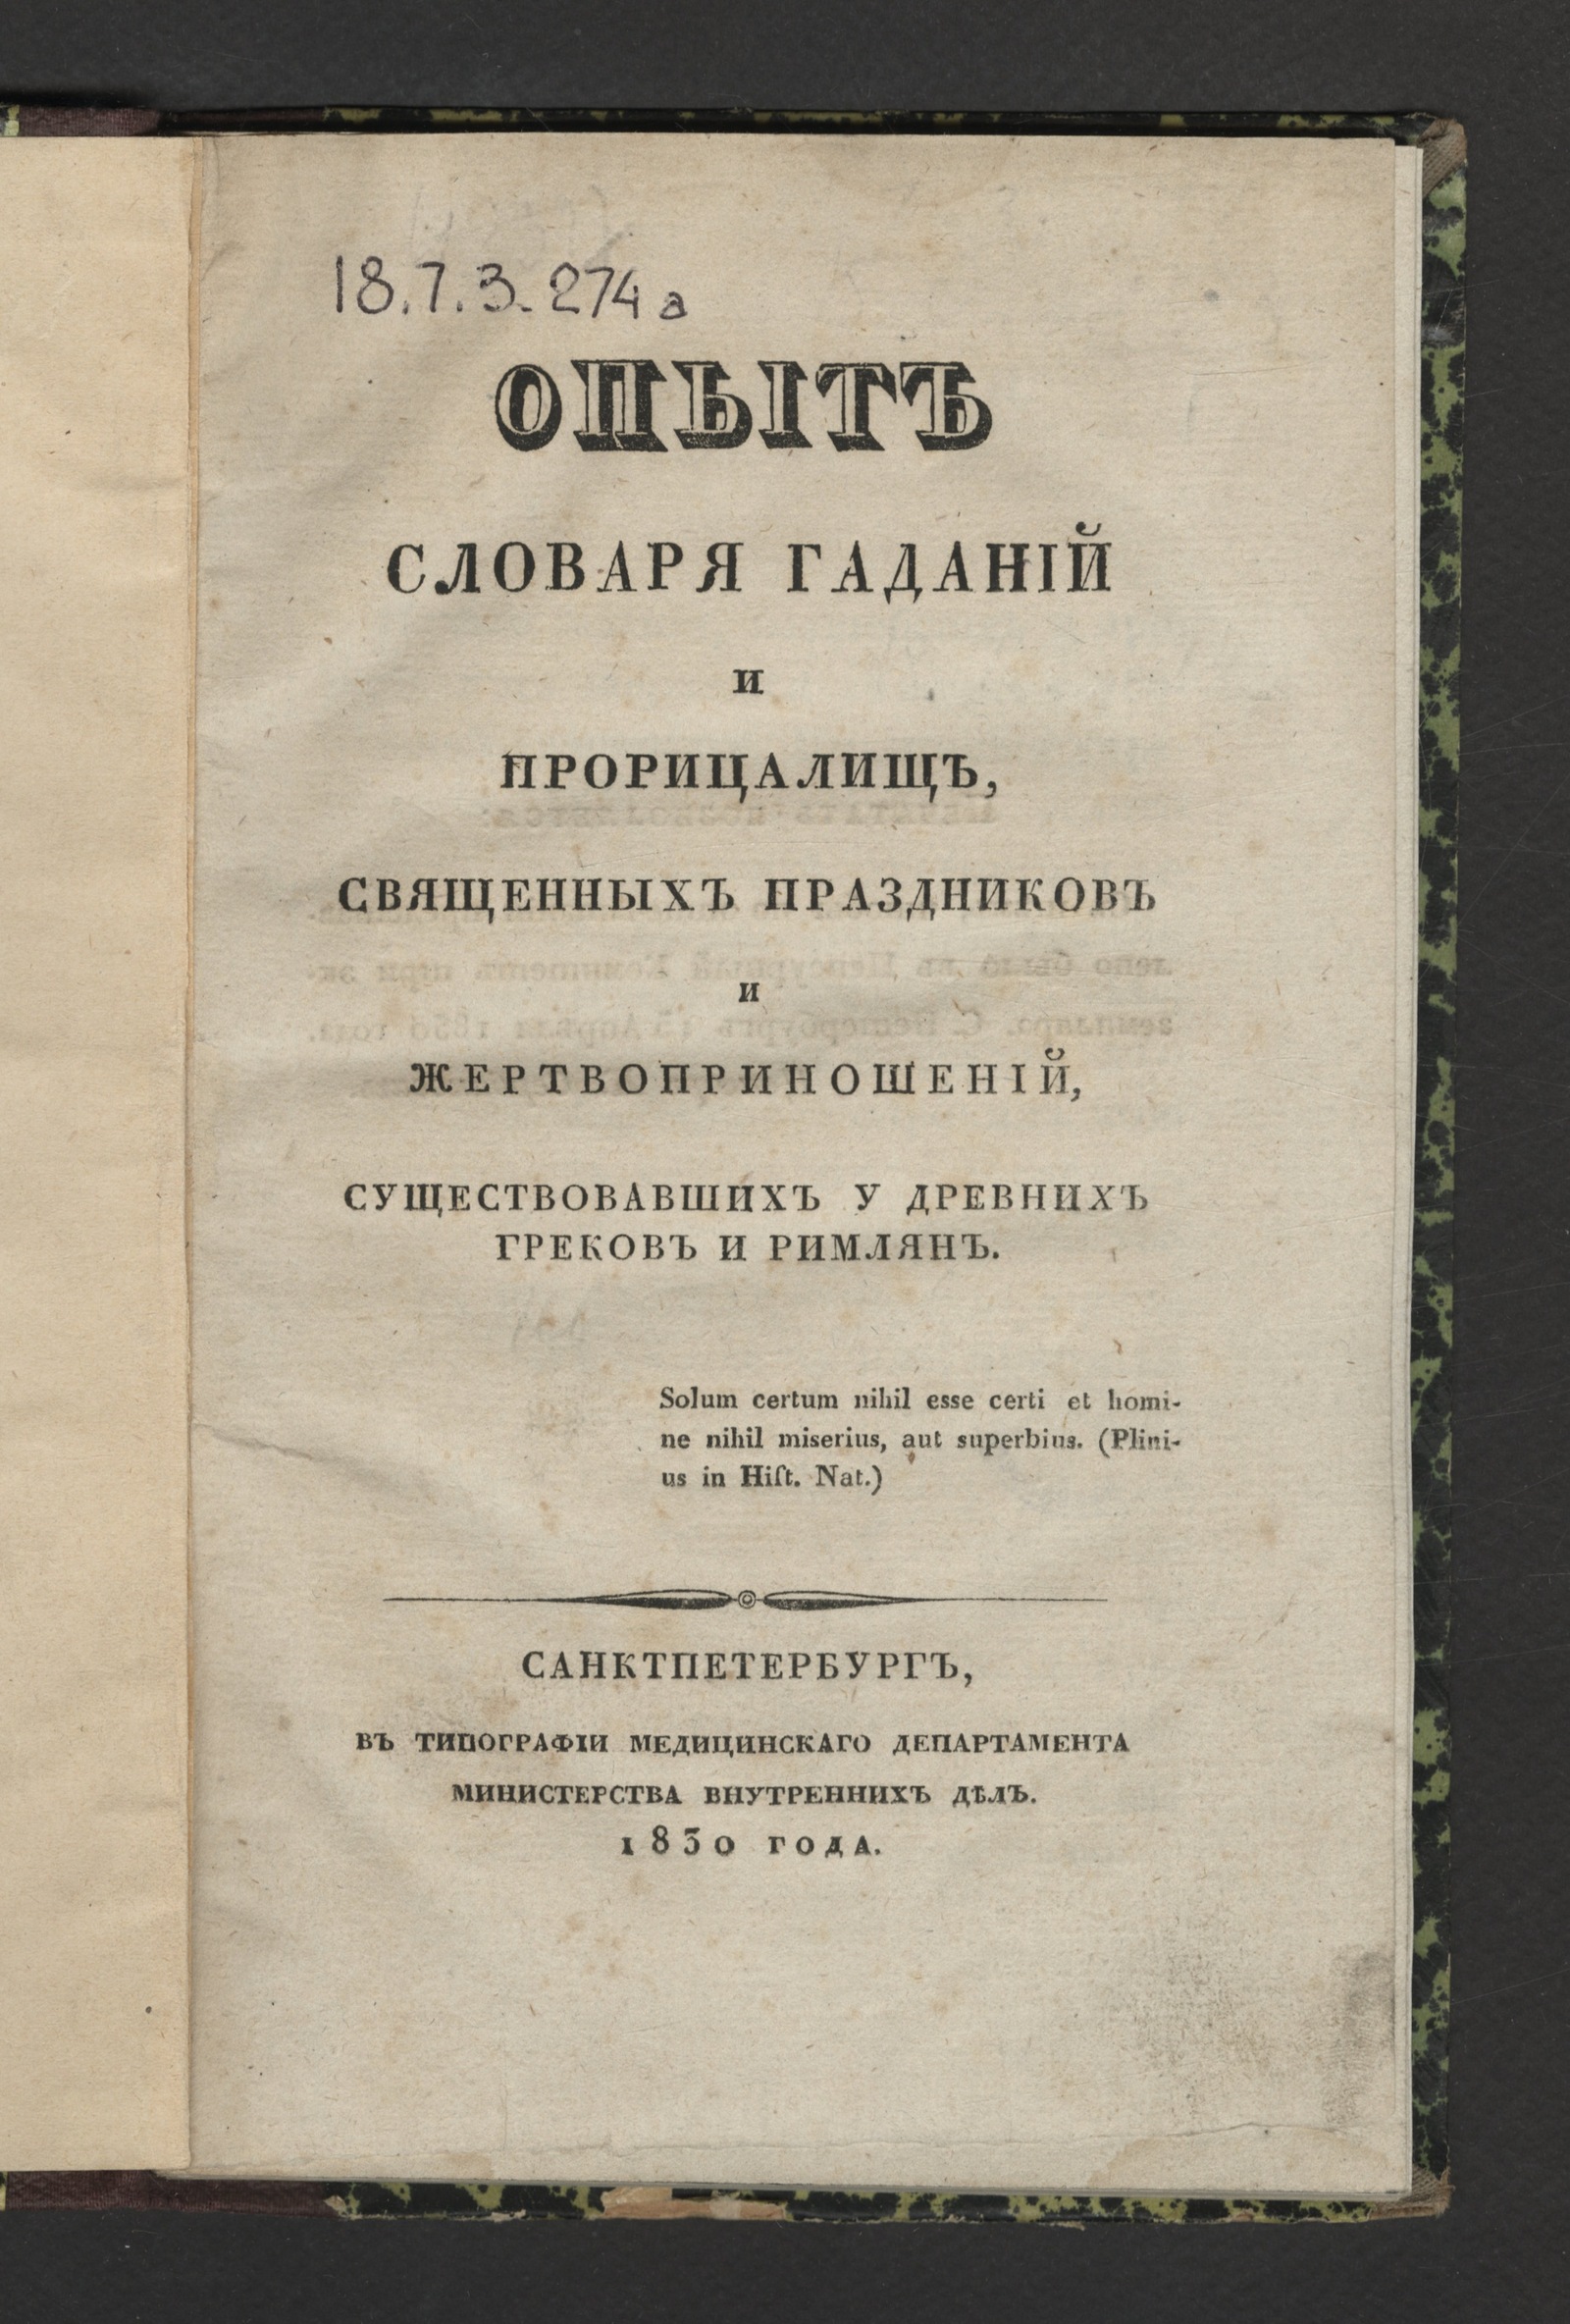 18.7.3.274a
ОПЫТЪ
СЛОВАРЯ ГАДАНІЙ
И
ПРОРИЦАЛИЩЪ,
СВЯЩЕННЫХЪ ПРАЗДНИКОВЪ
И
ЖЕРТВОПРИНОШЕНІЙ,
СУЩЕСТВОВАВШИХЪ У ДРЕВНИХЪ
ГРЕКОВЪ И РИМЛЯНЪ.
Solum certum nihil esse certi et homi-
ne nihil miserius, aut superbius. (Plini-
us in Hiſt. Nat.)
САНКТПЕТЕРБУРГЪ,
ВЪ ТИПОГРАФІИ МЕДИЦИНСКАГО ДЕПАРТАМЕНТА
МИНИСТЕРСТВА ВНУТРЕННИХЪ ДѢЛЪ.
1830 ГОДА.